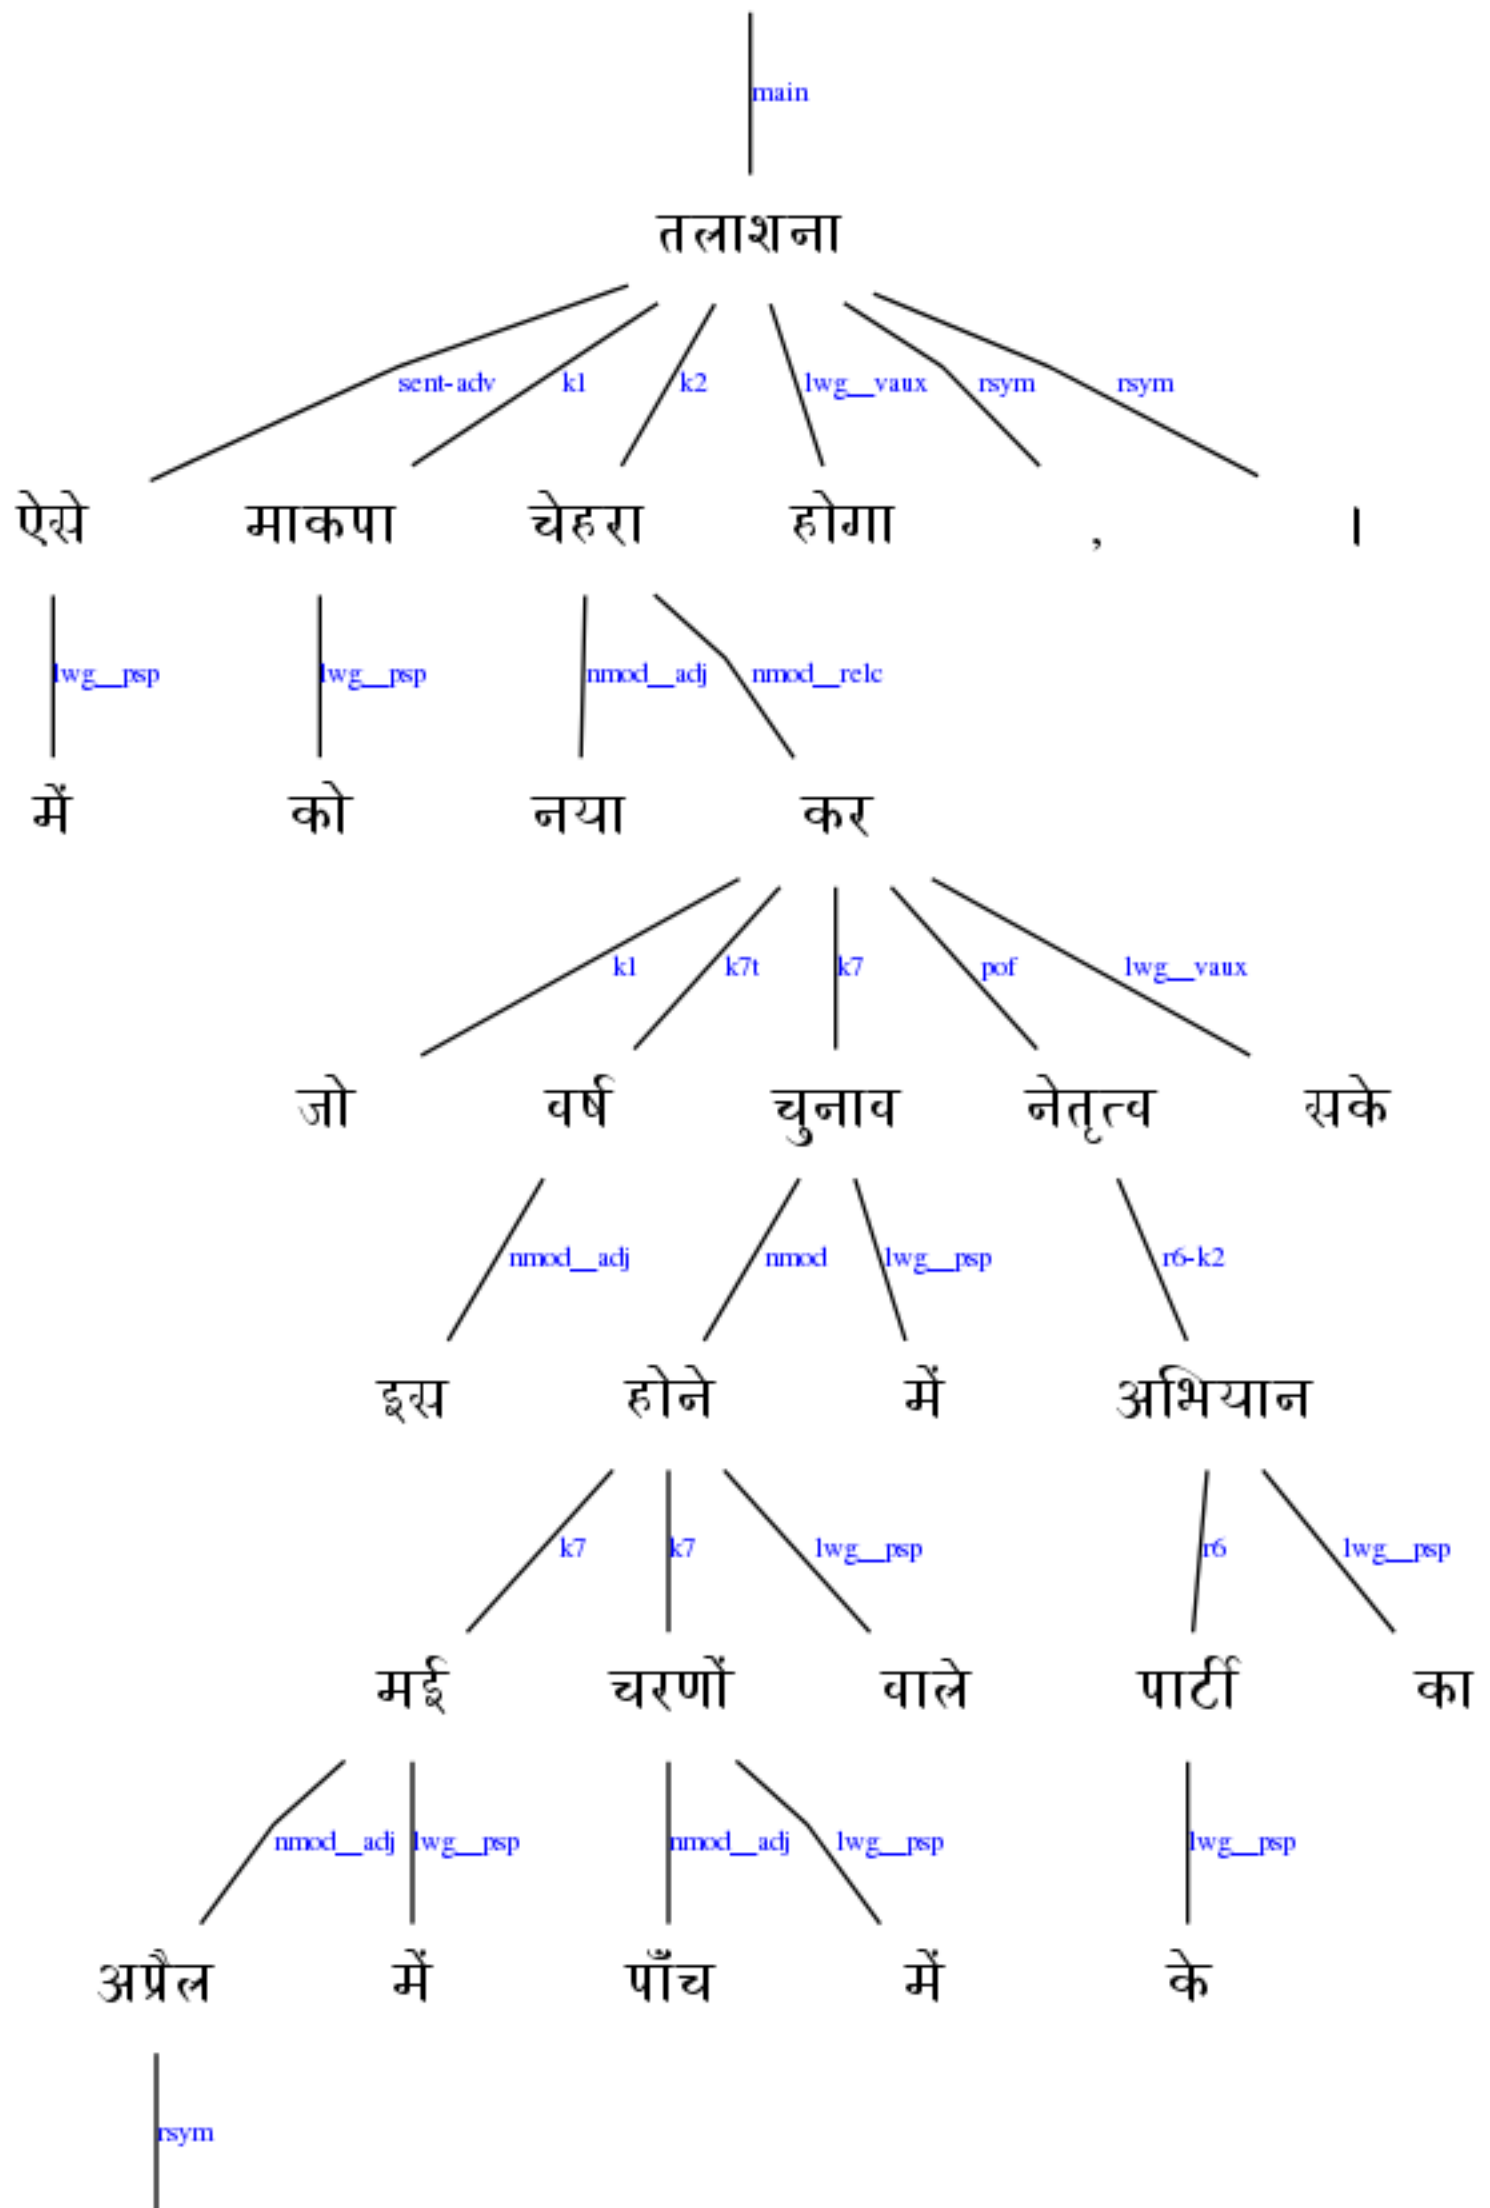 main
तलाशना
sent-adv k1 k2 lwg__vaux rsym rsym
ऐसे माकपा चेहरा होगा , ।
lwg__psp lwg__psp nmod__adj nmod__relc
में को नया कर
k1 k7t k7 pof lwg__vaux
जो वर्ष चुनाव नेतृत्व सके
nmod__adj nmod lwg__psp r6-k2
इस होने में अभियान
k7 k7 lwg__psp r6 lwg__psp
मई चरणों वाले पार्टी का
nmod__adj lwg__psp nmod__adj lwg__psp lwg__psp
अप्रैल में पाँच में के
rsym